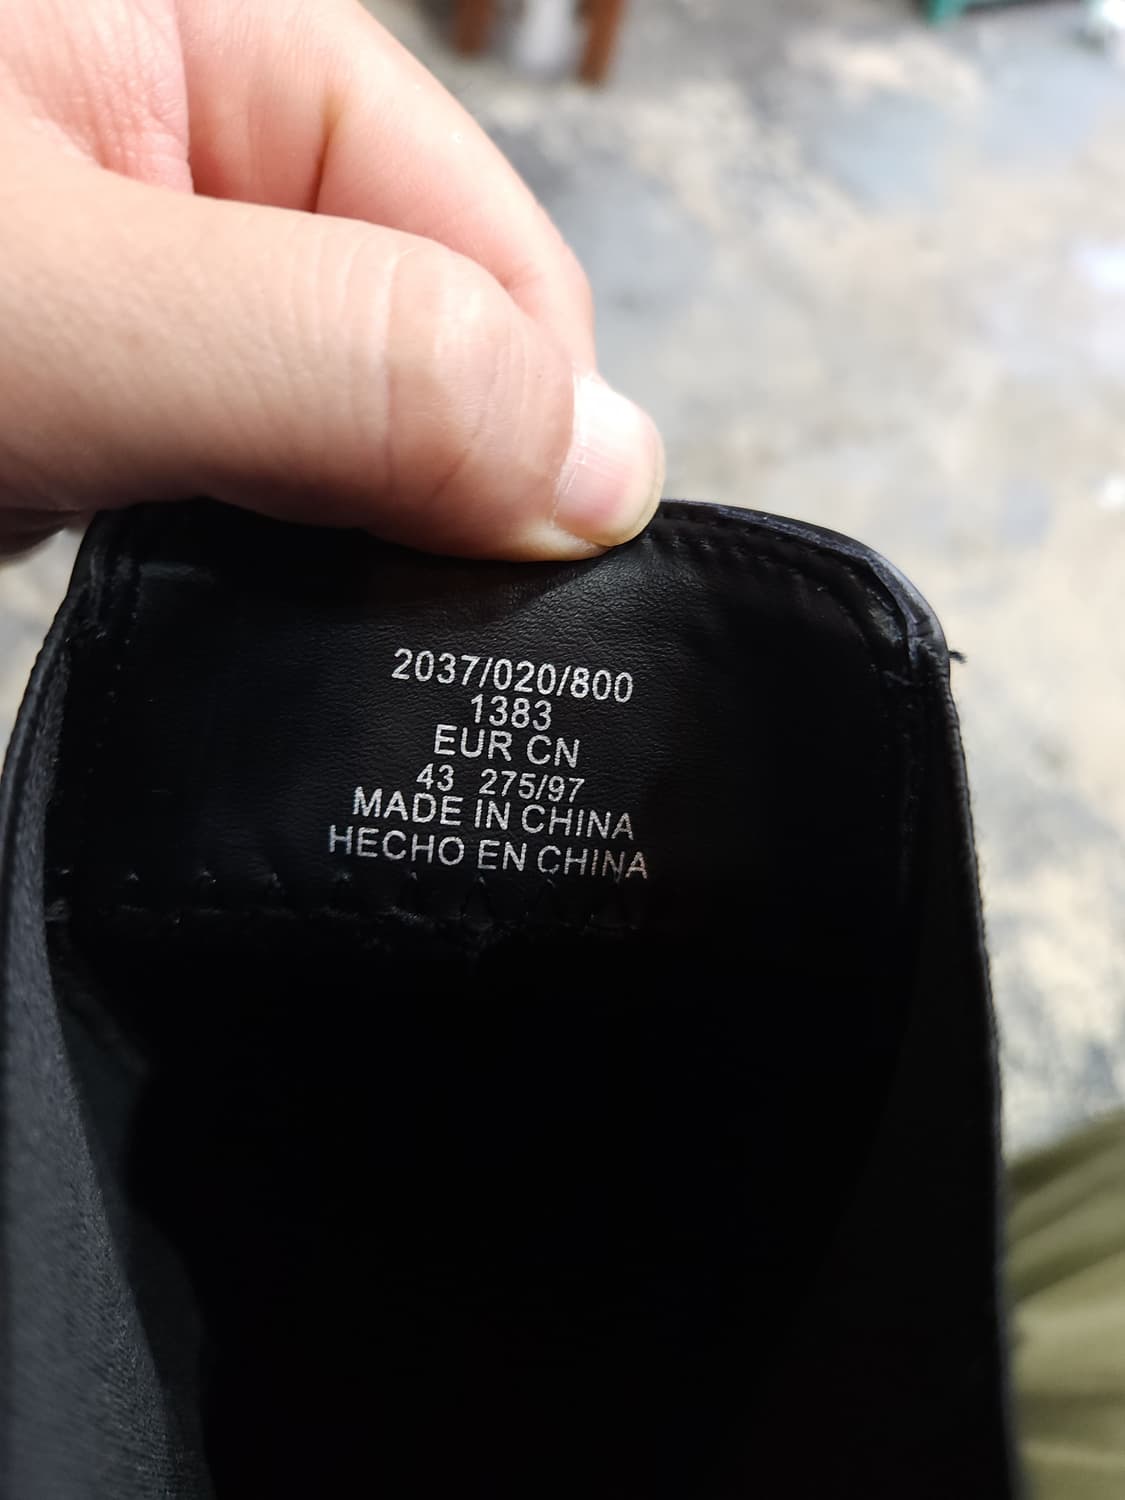 2037/020/800
1383
EUR CN
43 275/97
MADE IN CHINA
HECHO EN CHINA